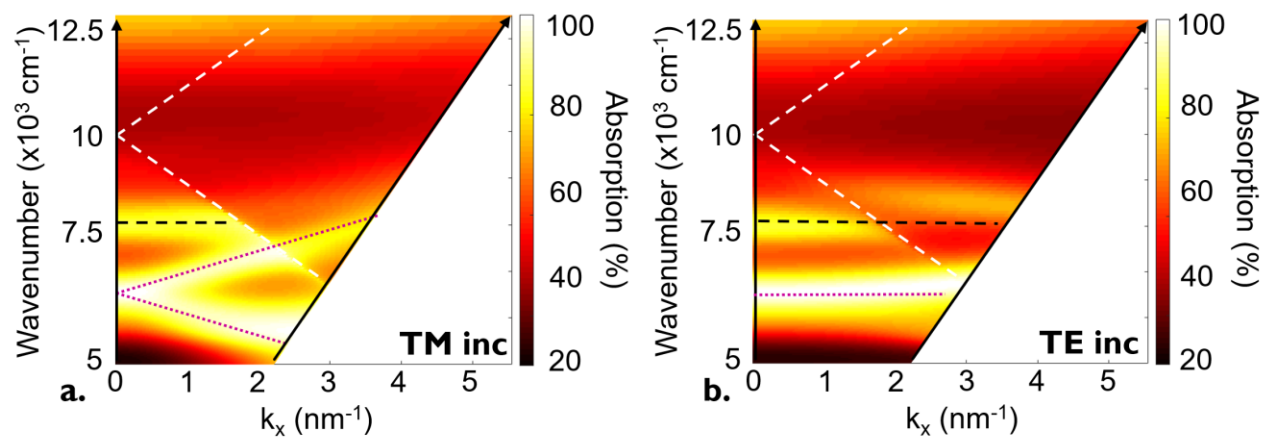 12.5
10
7.5
5
Wavenumber (x10³ cm⁻¹)
0 1 2 3 4 5
kₓ (nm⁻¹)
TM inc
a.
100
80
60
40
20
Absorption (%)
12.5
10
7.5
5
Wavenumber (x10³ cm⁻¹)
0 1 2 3 4 5
kₓ (nm⁻¹)
TE inc
b.
100
80
60
40
20
Absorption (%)